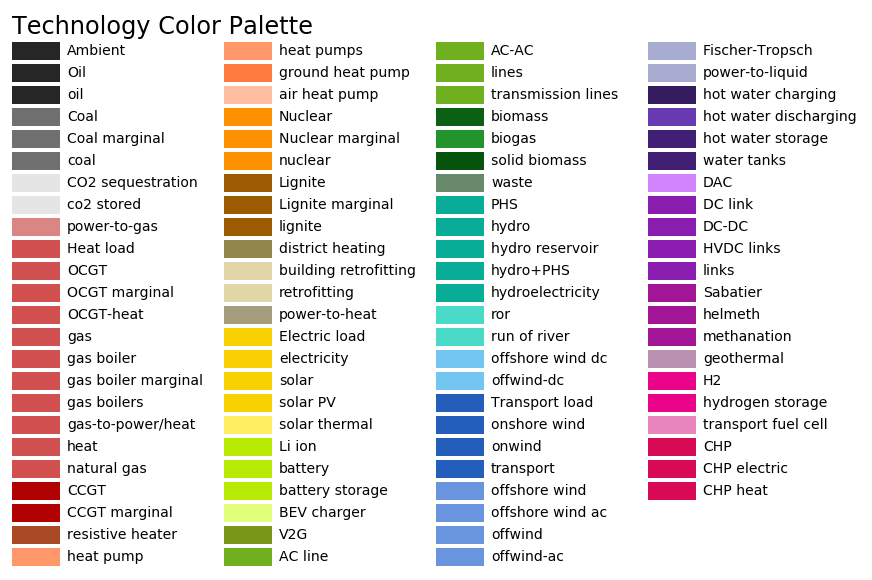 Technology Color Palette
Ambient
Oil
oil
Coal
Coal marginal
coal
CO2 sequestration
co2 stored
power-to-gas
Heat load
OCGT
OCGT marginal
OCGT-heat
gas
gas boiler
gas boiler marginal
gas boilers
gas-to-power/heat
heat
natural gas
CCGT
CCGT marginal
resistive heater
heat pump
heat pumps
ground heat pump
air heat pump
Nuclear
Nuclear marginal
nuclear
Lignite
Lignite marginal
lignite
district heating
building retrofitting
retrofitting
power-to-heat
Electric load
electricity
solar
solar PV
solar thermal
Li ion
battery
battery storage
BEV charger
V2G
AC line
AC-AC
lines
transmission lines
biomass
biogas
solid biomass
waste
PHS
hydro
hydro reservoir
hydro+PHS
hydroelectricity
ror
run of river
offshore wind dc
offwind-dc
Transport load
onshore wind
onwind
transport
offshore wind
offshore wind ac
offwind
offwind-ac
Fischer-Tropsch
power-to-liquid
hot water charging
hot water discharging
hot water storage
water tanks
DAC
DC link
DC-DC
HVDC links
links
Sabatier
helmeth
methanation
geothermal
H2
hydrogen storage
transport fuel cell
CHP
CHP electric
CHP heat